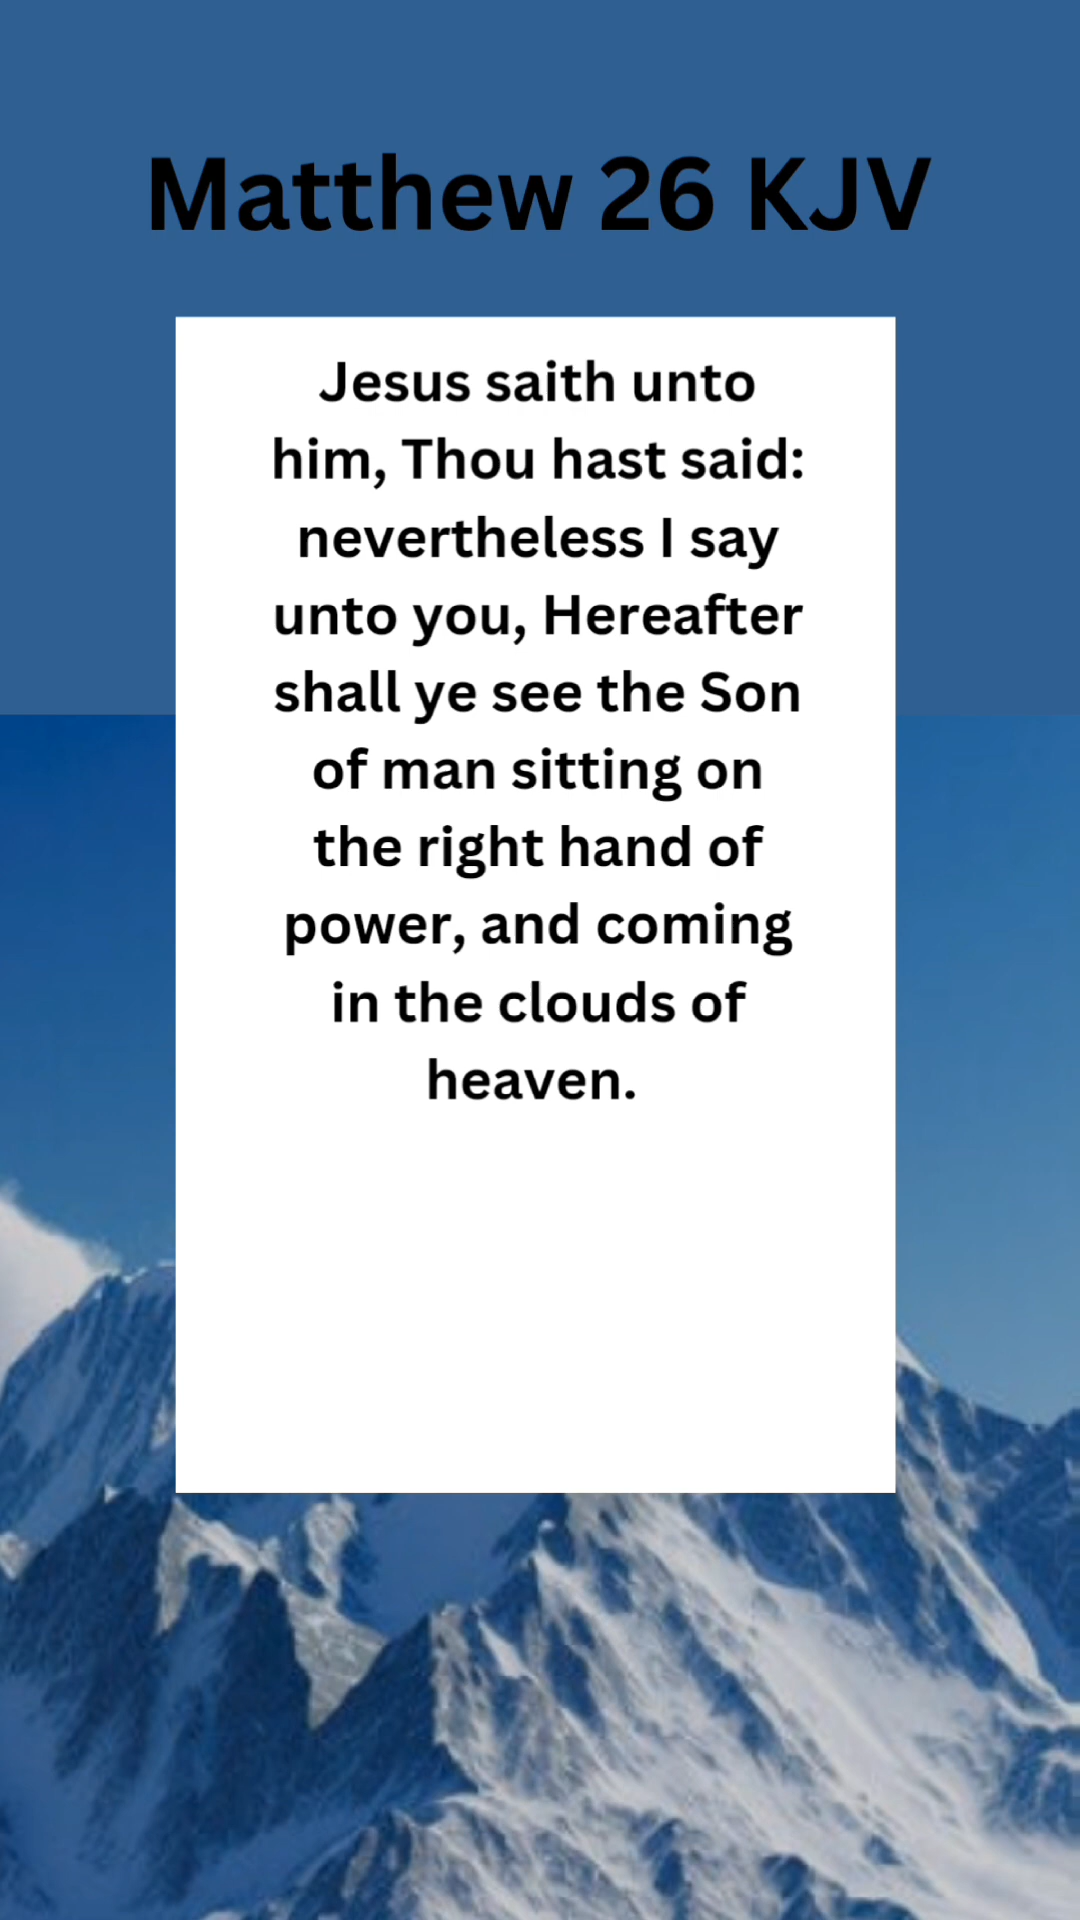 Matthew 26 KJV
Jesus saith unto
him, Thou hast said:
nevertheless I say
unto you, Hereafter
shall ye see the Son
of man sitting on
the right hand of
power, and coming
in the clouds of
heaven.